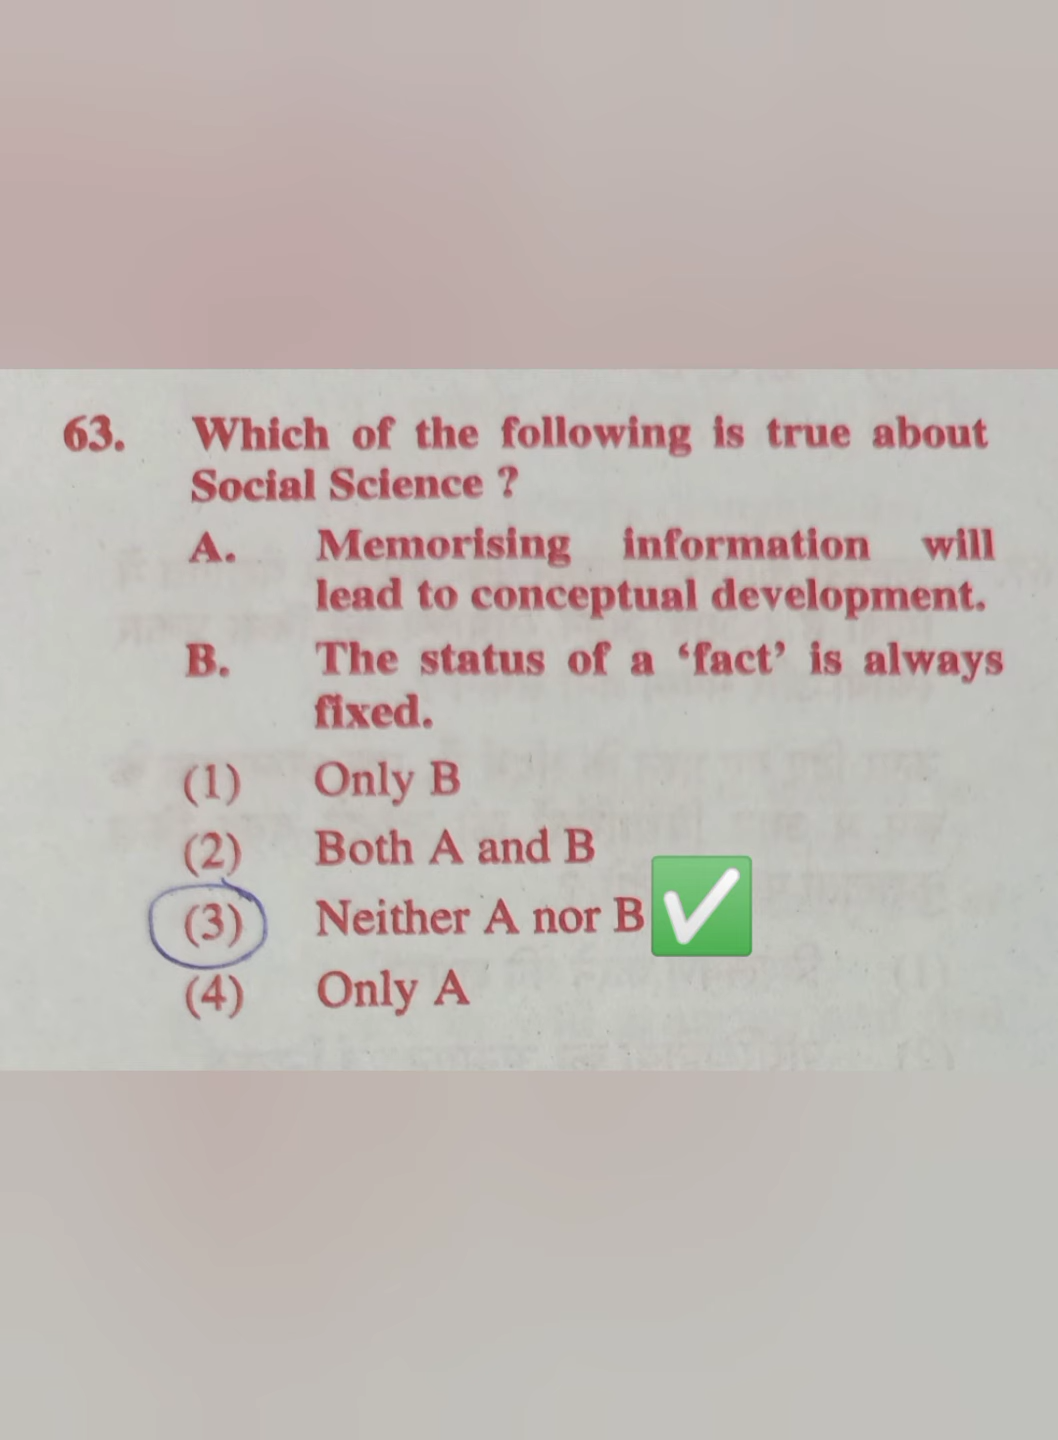 63. Which of the following is true about
Social Science ?
A. Memorising information will
lead to conceptual development.
B. The status of a ‘fact’ is always
fixed.
(1) Only B
(2) Both A and B
(3) Neither A nor B
(4) Only A